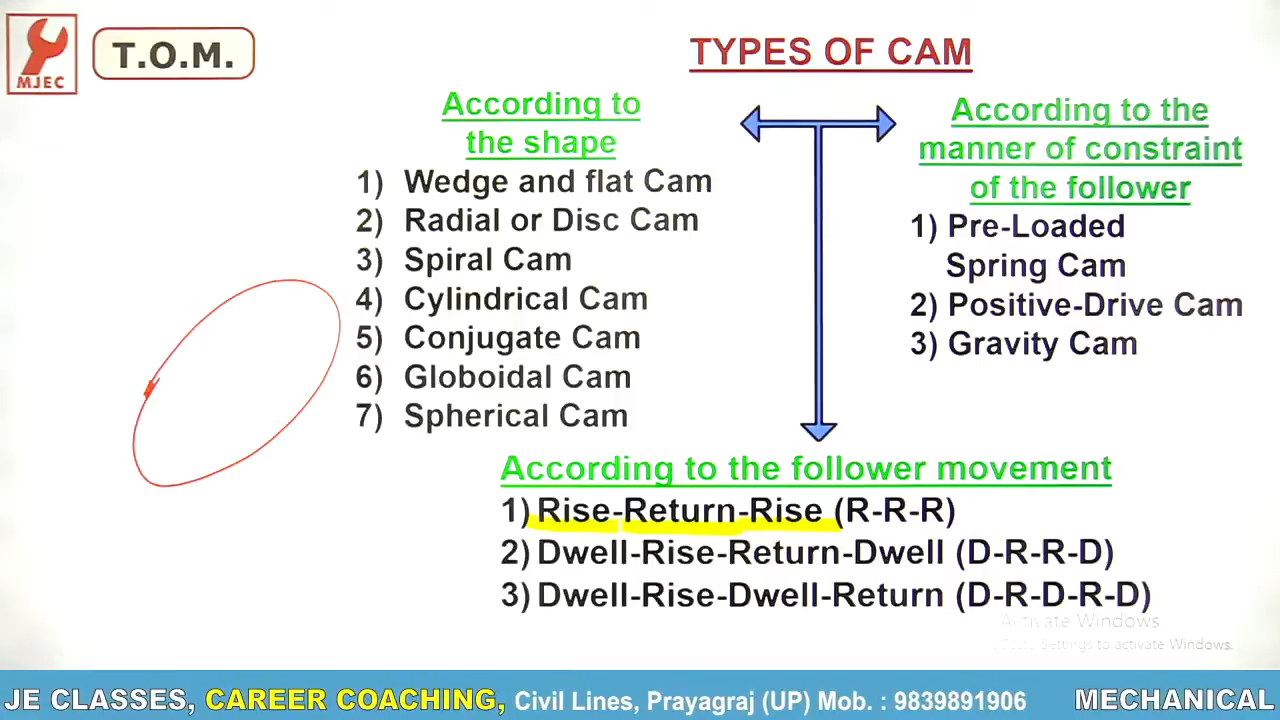 MJEC
T.O.M.
TYPES OF CAM
According to
the shape
1) Wedge and flat Cam
2) Radial or Disc Cam
3) Spiral Cam
4) Cylindrical Cam
5) Conjugate Cam
6) Globoidal Cam
7) Spherical Cam
According to the
manner of constraint
of the follower
1) Pre-Loaded
Spring Cam
2) Positive-Drive Cam
3) Gravity Cam
According to the follower movement
1) Rise-Return-Rise (R-R-R)
2) Dwell-Rise-Return-Dwell (D-R-R-D)
3) Dwell-Rise-Dwell-Return (D-R-D-R-D)
Activate Windows
Settings to activate Windows.
JE CLASSES, CAREER COACHING, Civil Lines, Prayagraj (UP) Mob. : 9839891906 MECHANICAL